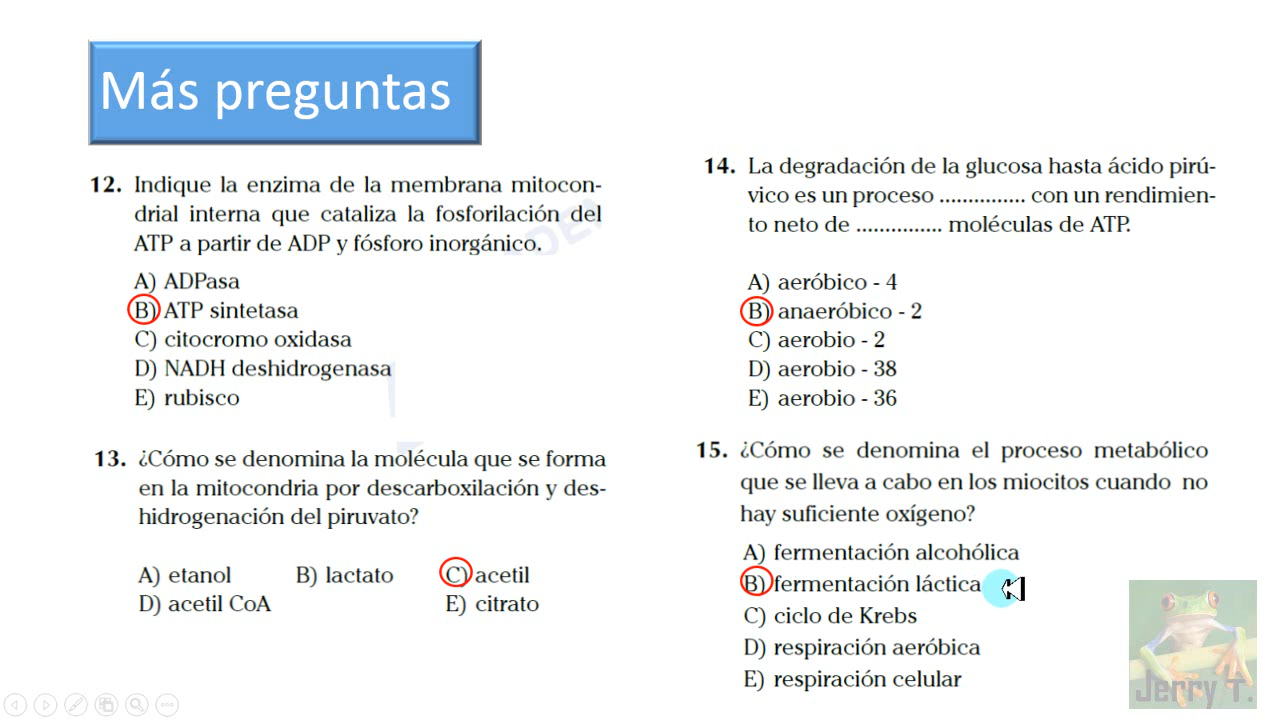 Más preguntas
12. Indique la enzima de la membrana mitocon-
drial interna que cataliza la fosforilación del
ATP a partir de ADP y fósforo inorgánico.
A) ADPasa
B) ATP sintetasa
C) citocromo oxidasa
D) NADH deshidrogenasa
E) rubisco
13. ¿Cómo se denomina la molécula que se forma
en la mitocondria por descarboxilación y des-
hidrogenación del piruvato?
A) etanol B) lactato C) acetil
D) acetil CoA E) citrato
14. La degradación de la glucosa hasta ácido pirú-
vico es un proceso ............... con un rendimien-
to neto de ............... moléculas de ATP.
A) aeróbico - 4
B) anaeróbico - 2
C) aerobio - 2
D) aerobio - 38
E) aerobio - 36
15. ¿Cómo se denomina el proceso metabólico
que se lleva a cabo en los miocitos cuando no
hay suficiente oxígeno?
A) fermentación alcohólica
B) fermentación láctica
C) ciclo de Krebs
D) respiración aeróbica
E) respiración celular
Jerry T.